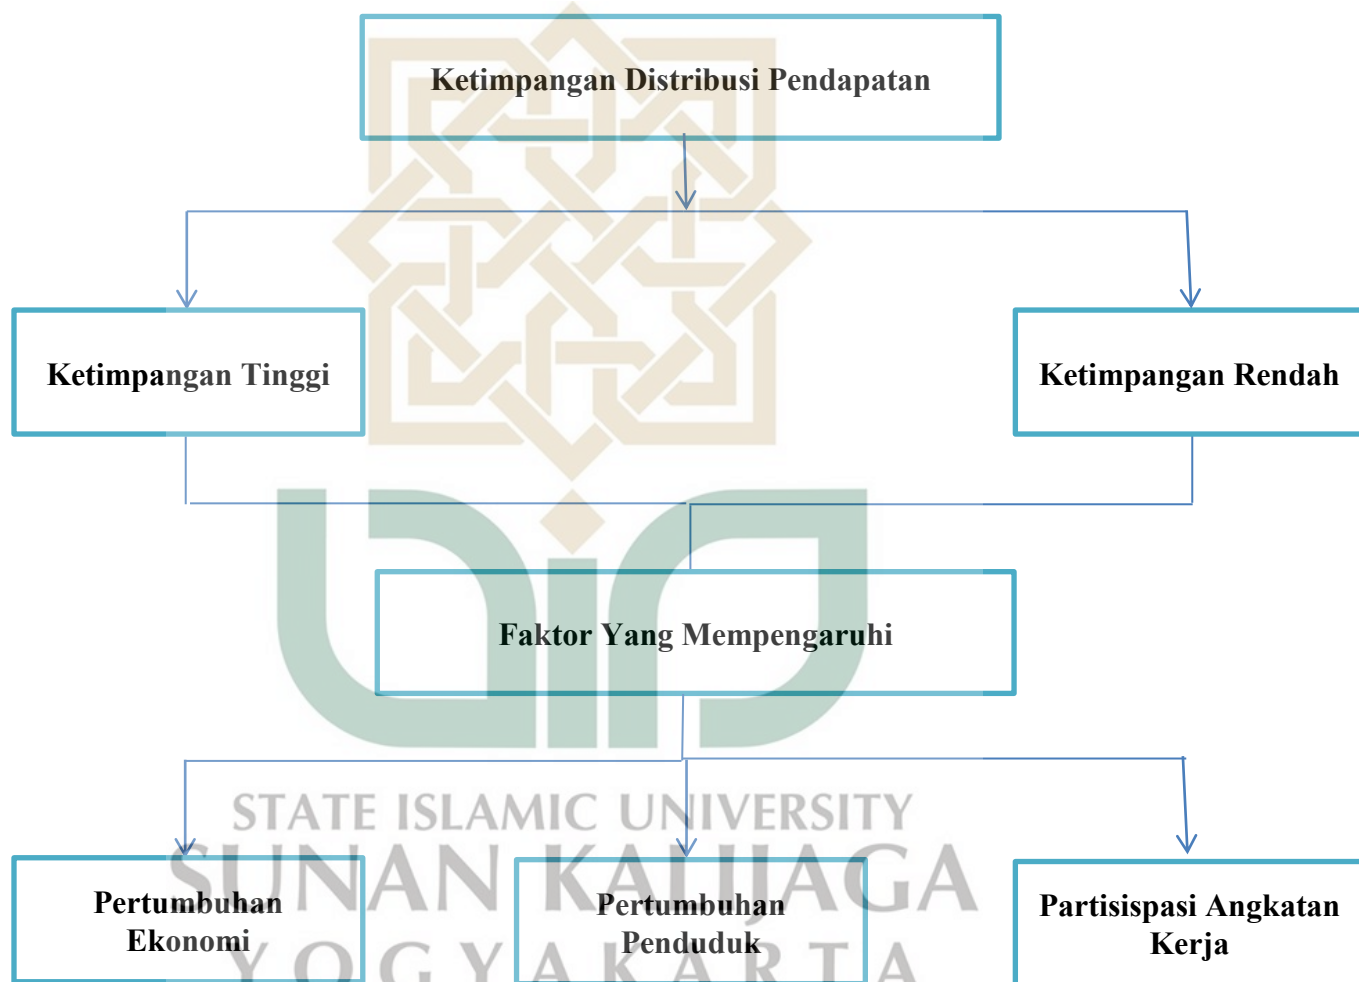 Ketimpangan Distribusi Pendapatan
Ketimpangan Tinggi
Ketimpangan Rendah
Faktor Yang Mempengaruhi
STATE ISLAMIC UNIVERSITY
SUNAN KALIJAGA
YOGYAKARTA
Pertumbuhan
Ekonomi
Pertumbuhan
Penduduk
Partisispasi Angkatan
Kerja